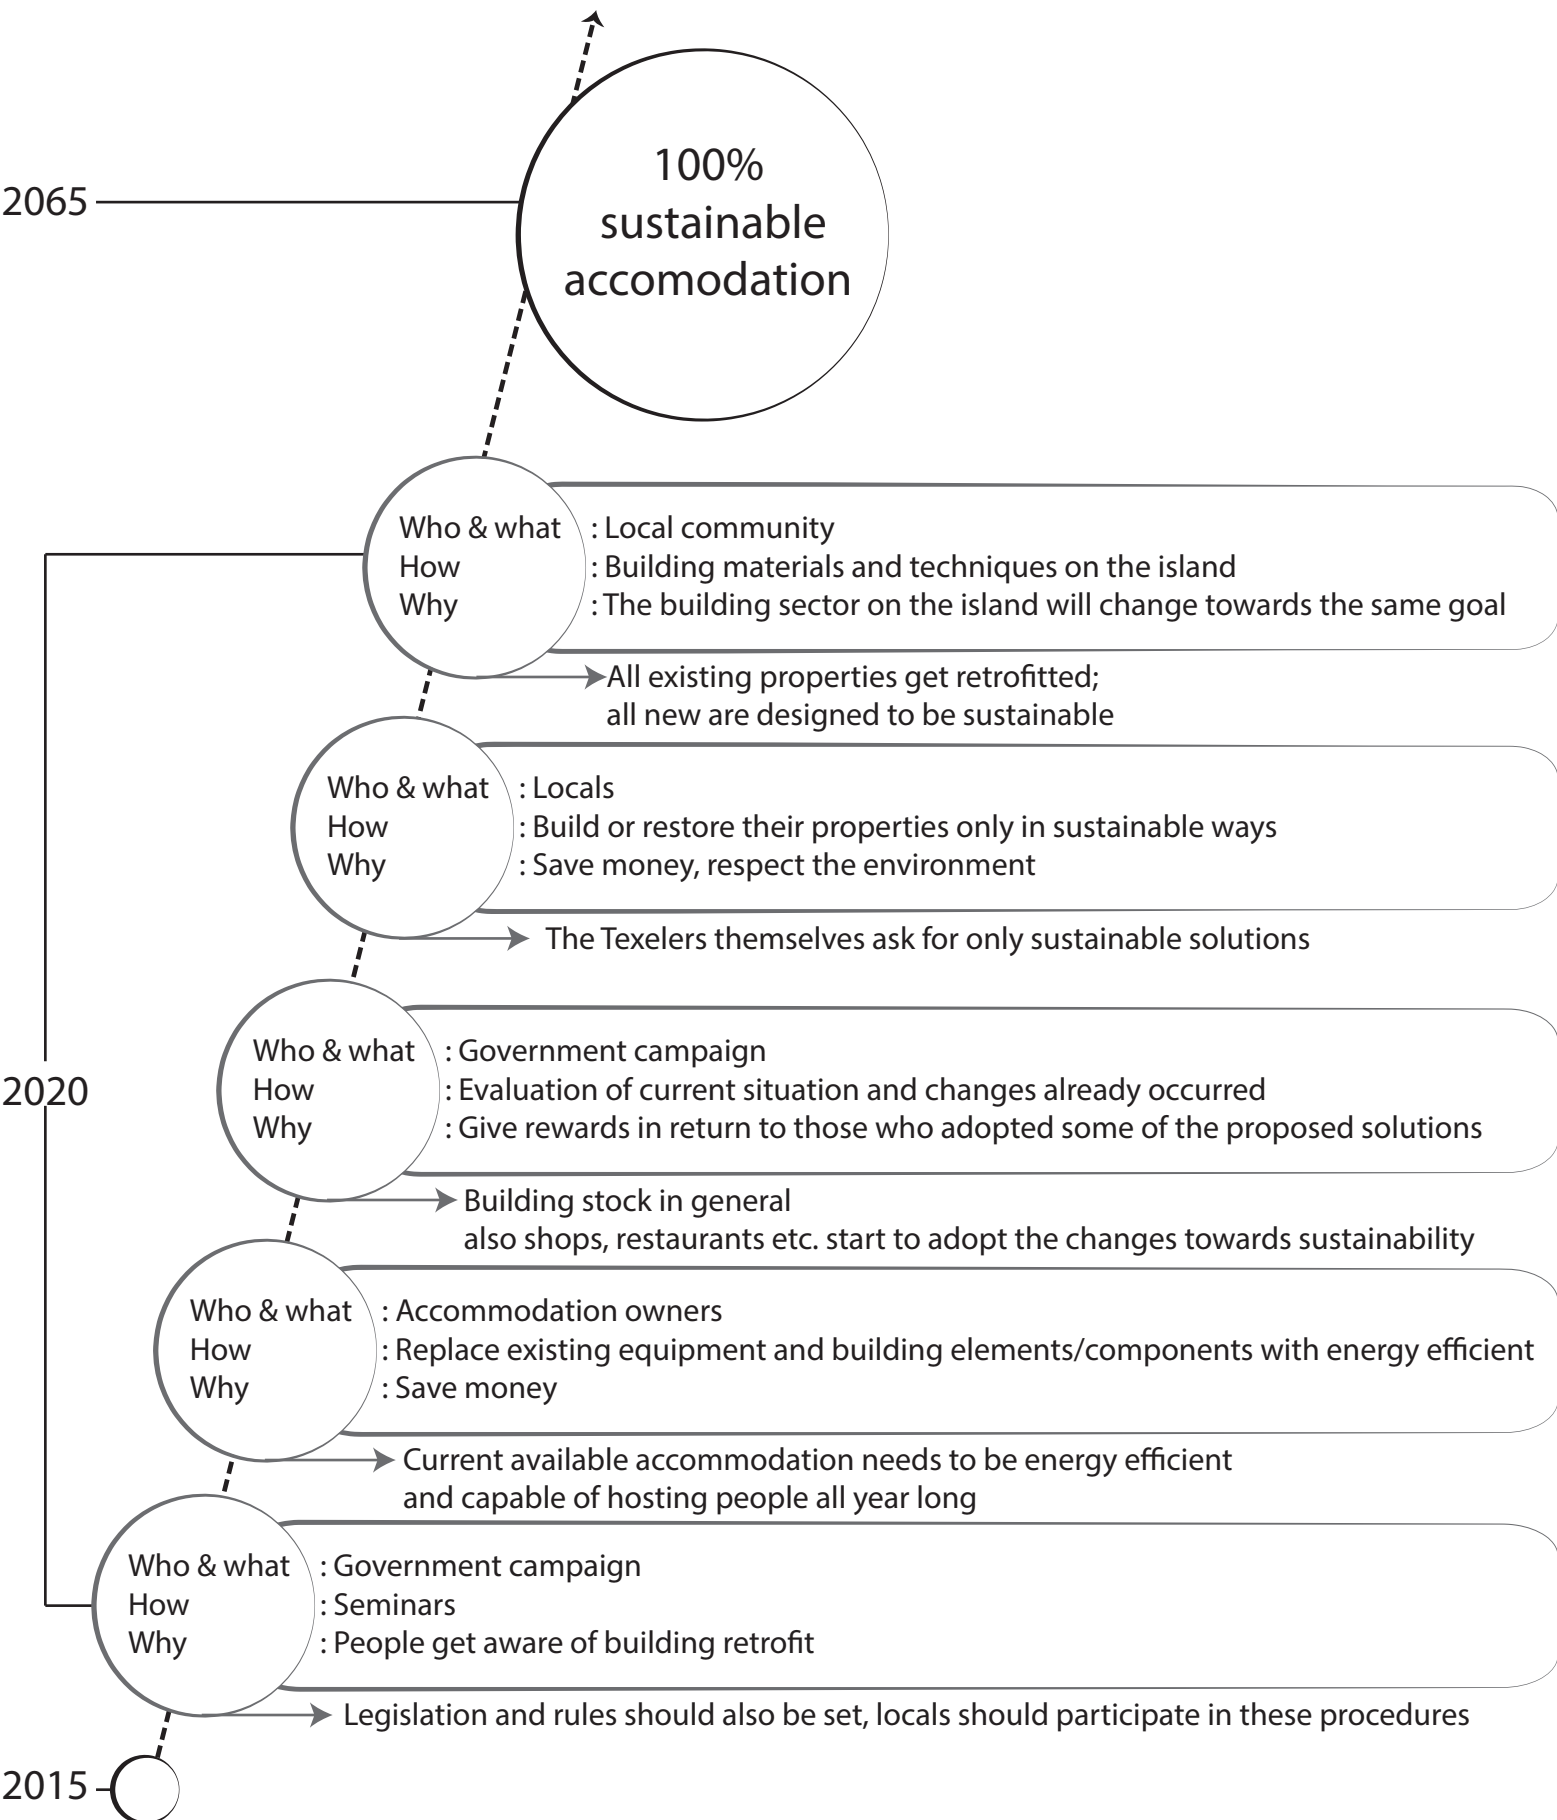 100%
sustainable
accomodation
2065
Who & what : Local community
How : Building materials and techniques on the island
Why : The building sector on the island will change towards the same goal
All existing properties get retrofitted;
all new are designed to be sustainable
Who & what : Locals
How : Build or restore their properties only in sustainable ways
Why : Save money, respect the environment
The Texelers themselves ask for only sustainable solutions
Who & what : Government campaign
How : Evaluation of current situation and changes already occurred
Why : Give rewards in return to those who adopted some of the proposed solutions
2020
Building stock in general
also shops, restaurants etc. start to adopt the changes towards sustainability
Who & what : Accommodation owners
How : Replace existing equipment and building elements/components with energy efficient
Why : Save money
Current available accommodation needs to be energy efficient
and capable of hosting people all year long
Who & what : Government campaign
How : Seminars
Why : People get aware of building retrofit
Legislation and rules should also be set, locals should participate in these procedures
2015